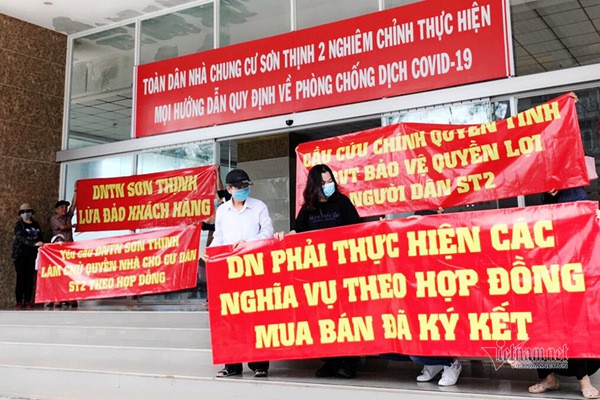 TOÀN DÂN NHÀ CHUNG CƯ SƠN THỊNH 2 NGHIÊM CHỈNH THỰC HIỆN
MỌI HƯỚNG DẪN QUY ĐỊNH VỀ PHÒNG CHỐNG DỊCH COVID-19
DNTN SƠN THỊNH
LỪA ĐẢO KHÁCH HÀNG
CẦU CỨU CHÍNH QUYỀN TỈNH
VT BẢO VỆ QUYỀN LỢI
NGƯỜI DÂN ST2
YÊU CẦU DNTN SƠN THỊNH
LÀM CHỦ QUYỀN NHÀ CHO CƯ DÂN
ST2 THEO HỢP ĐỒNG
DN PHẢI THỰC HIỆN CÁC
NGHĨA VỤ THEO HỢP ĐỒNG
MUA BÁN ĐÃ KÝ KẾT
vietnamnet